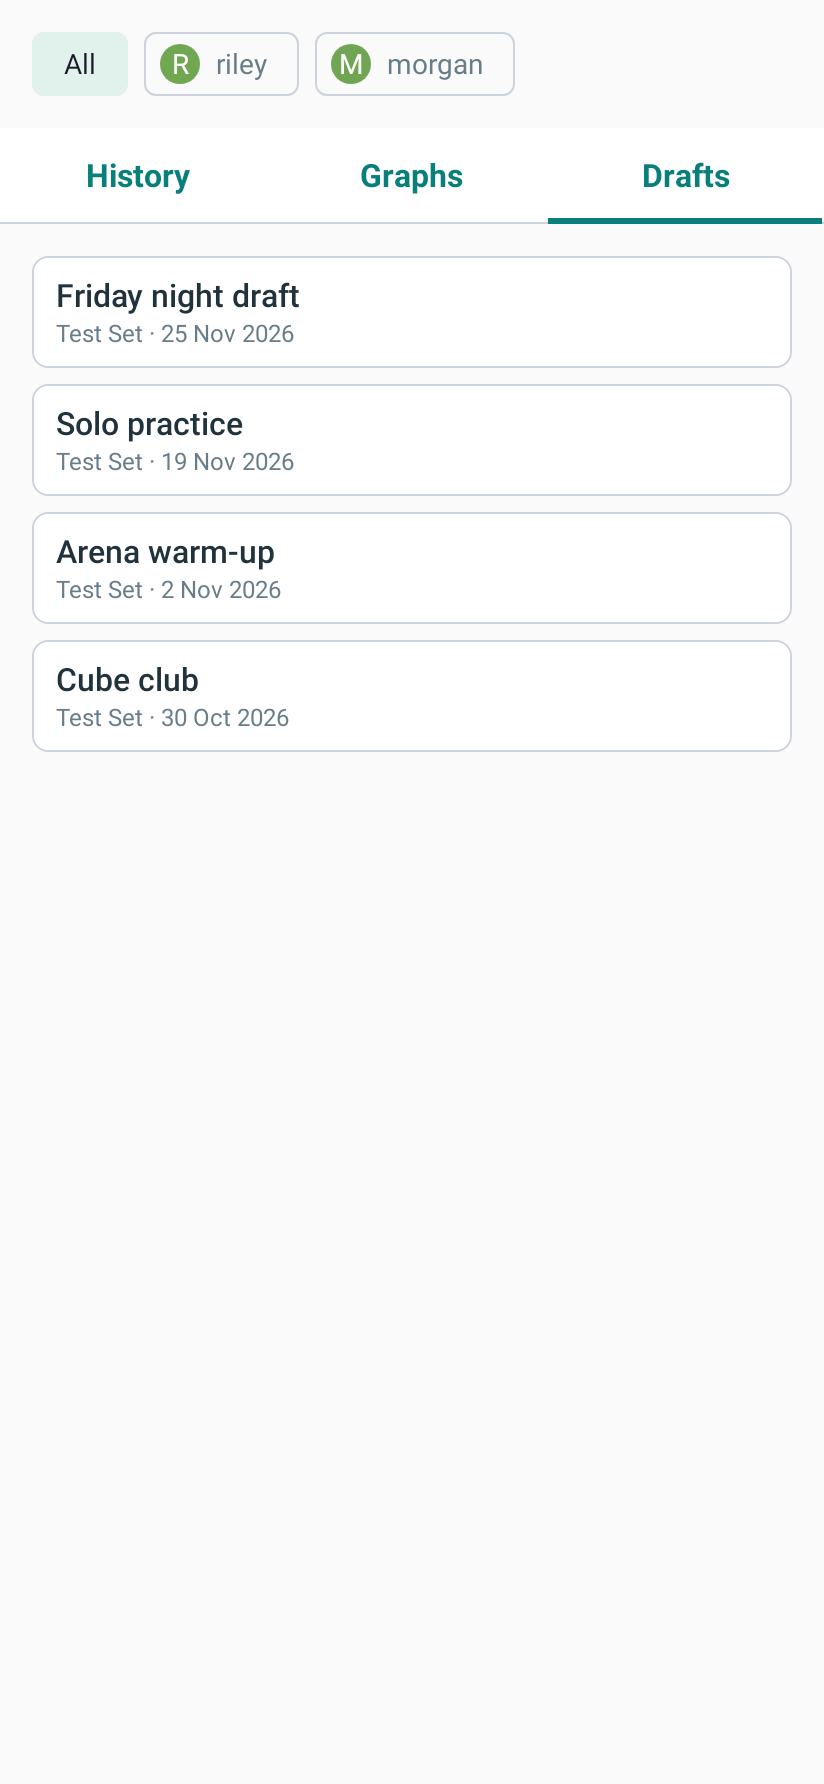 All
R riley
M morgan
History
Graphs
Drafts
Friday night draft
Test Set · 25 Nov 2026
Solo practice
Test Set · 19 Nov 2026
Arena warm-up
Test Set · 2 Nov 2026
Cube club
Test Set · 30 Oct 2026